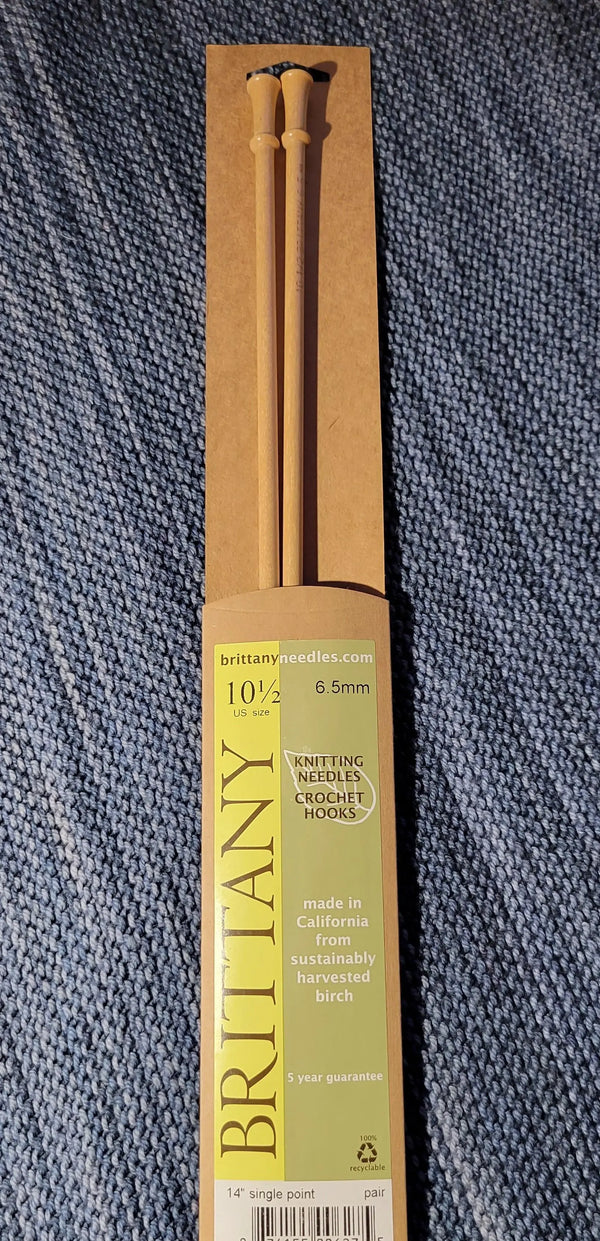 brittanyneedles.com
10½
US size
6.5mm
BRITTANY
KNITTING
NEEDLES
CROCHET
HOOKS
made in
California
from
sustainably
harvested
birch
5 year guarantee
100%
recyclable
14" single point
pair